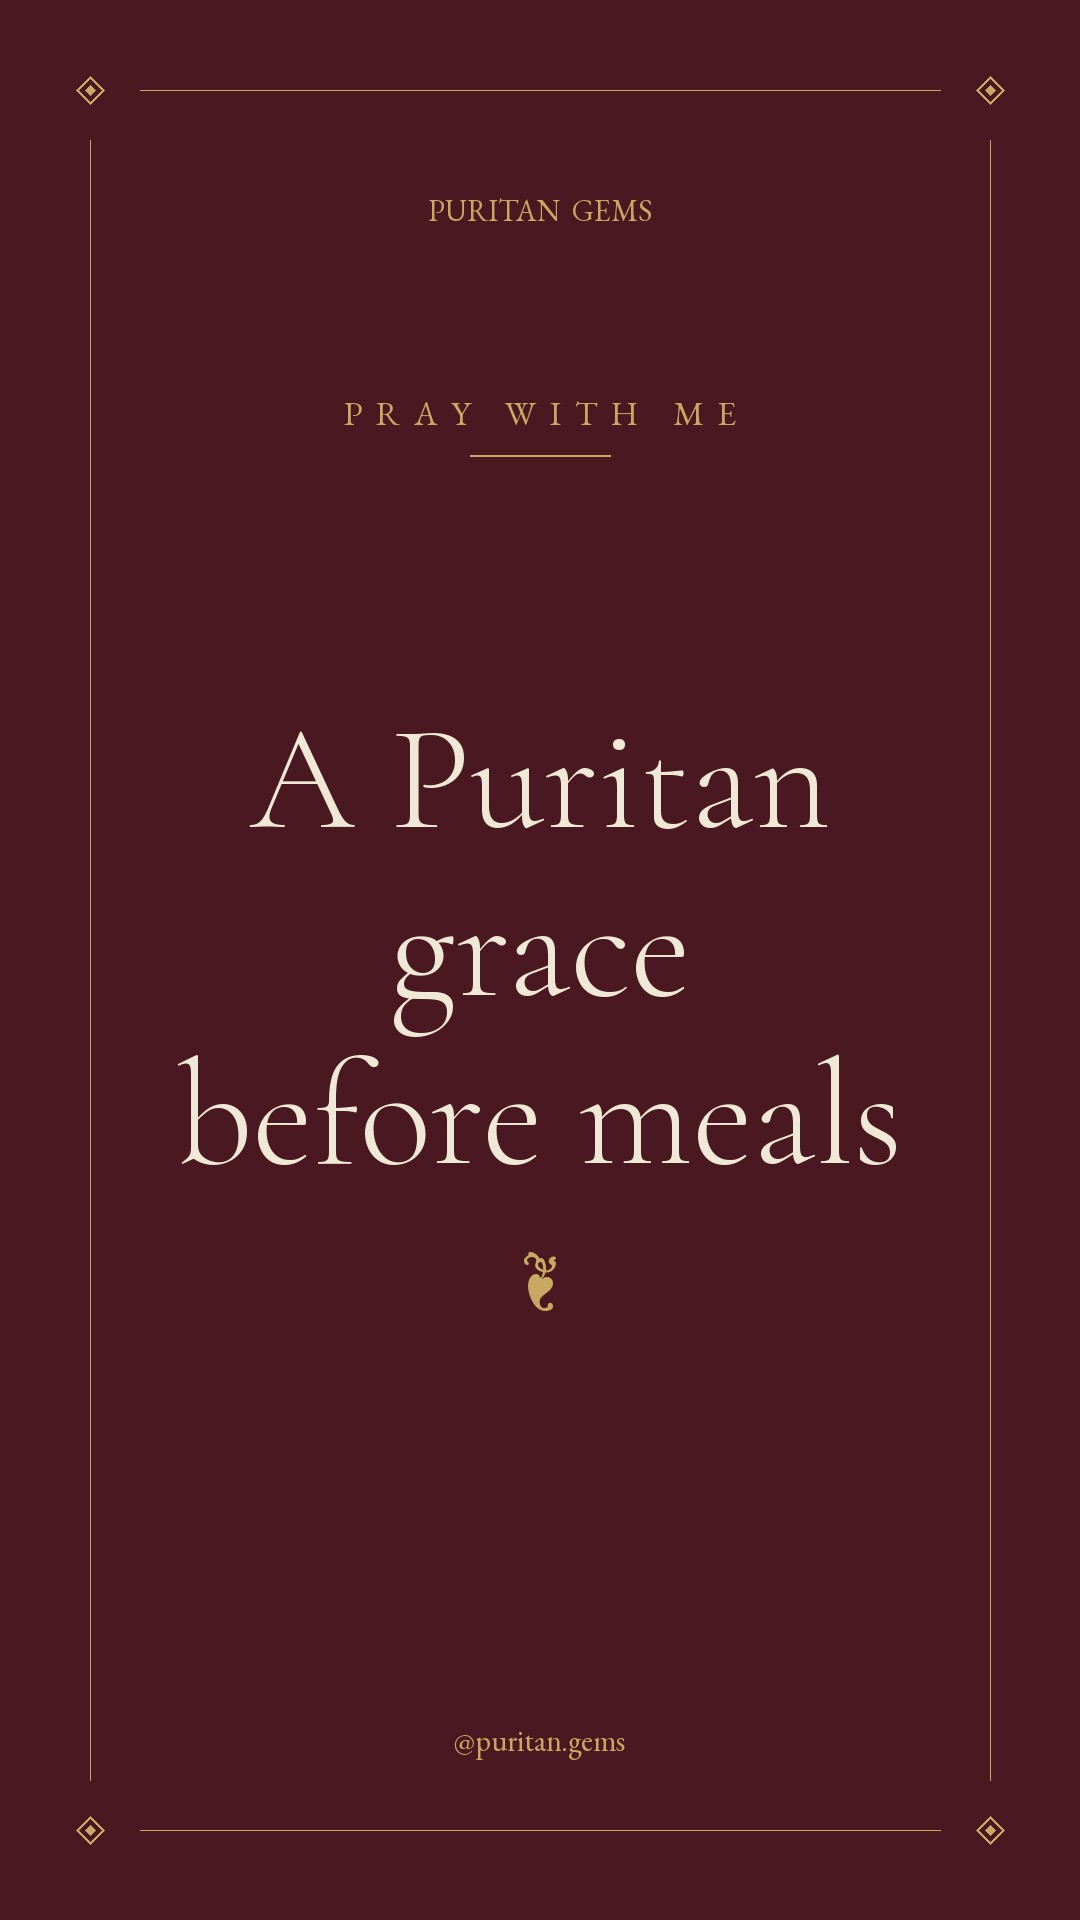 PURITAN GEMS
PRAY WITH ME
A Puritan
grace
before meals
@puritan.gems